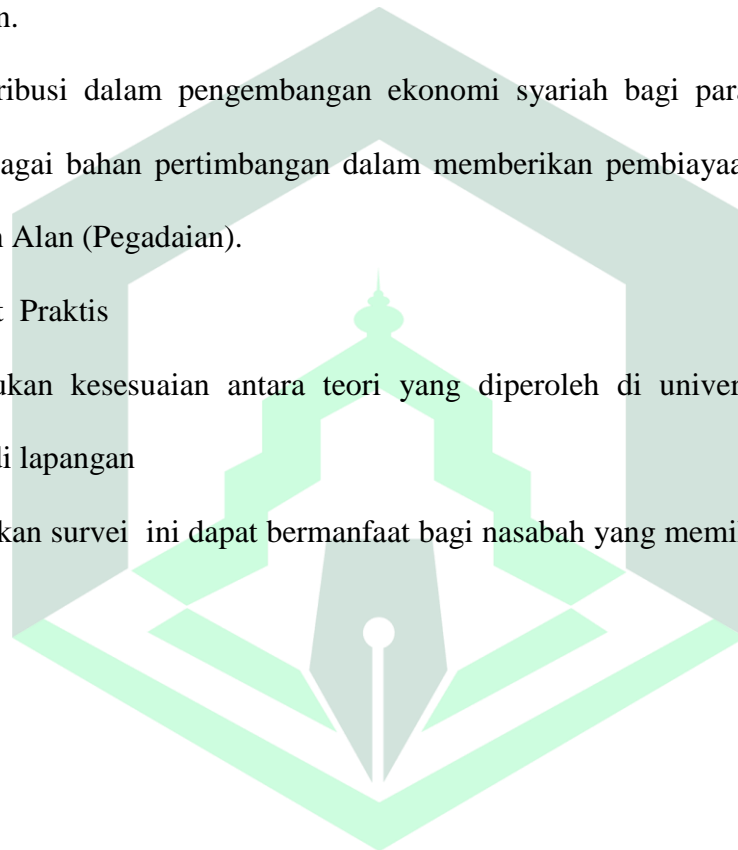 n.
ribusi dalam pengembangan ekonomi syariah bagi para
agai bahan pertimbangan dalam memberikan pembiayaa
n Alan (Pegadaian).
t Praktis
ukan kesesuaian antara teori yang diperoleh di univer
di lapangan
kan survei ini dapat bermanfaat bagi nasabah yang memi